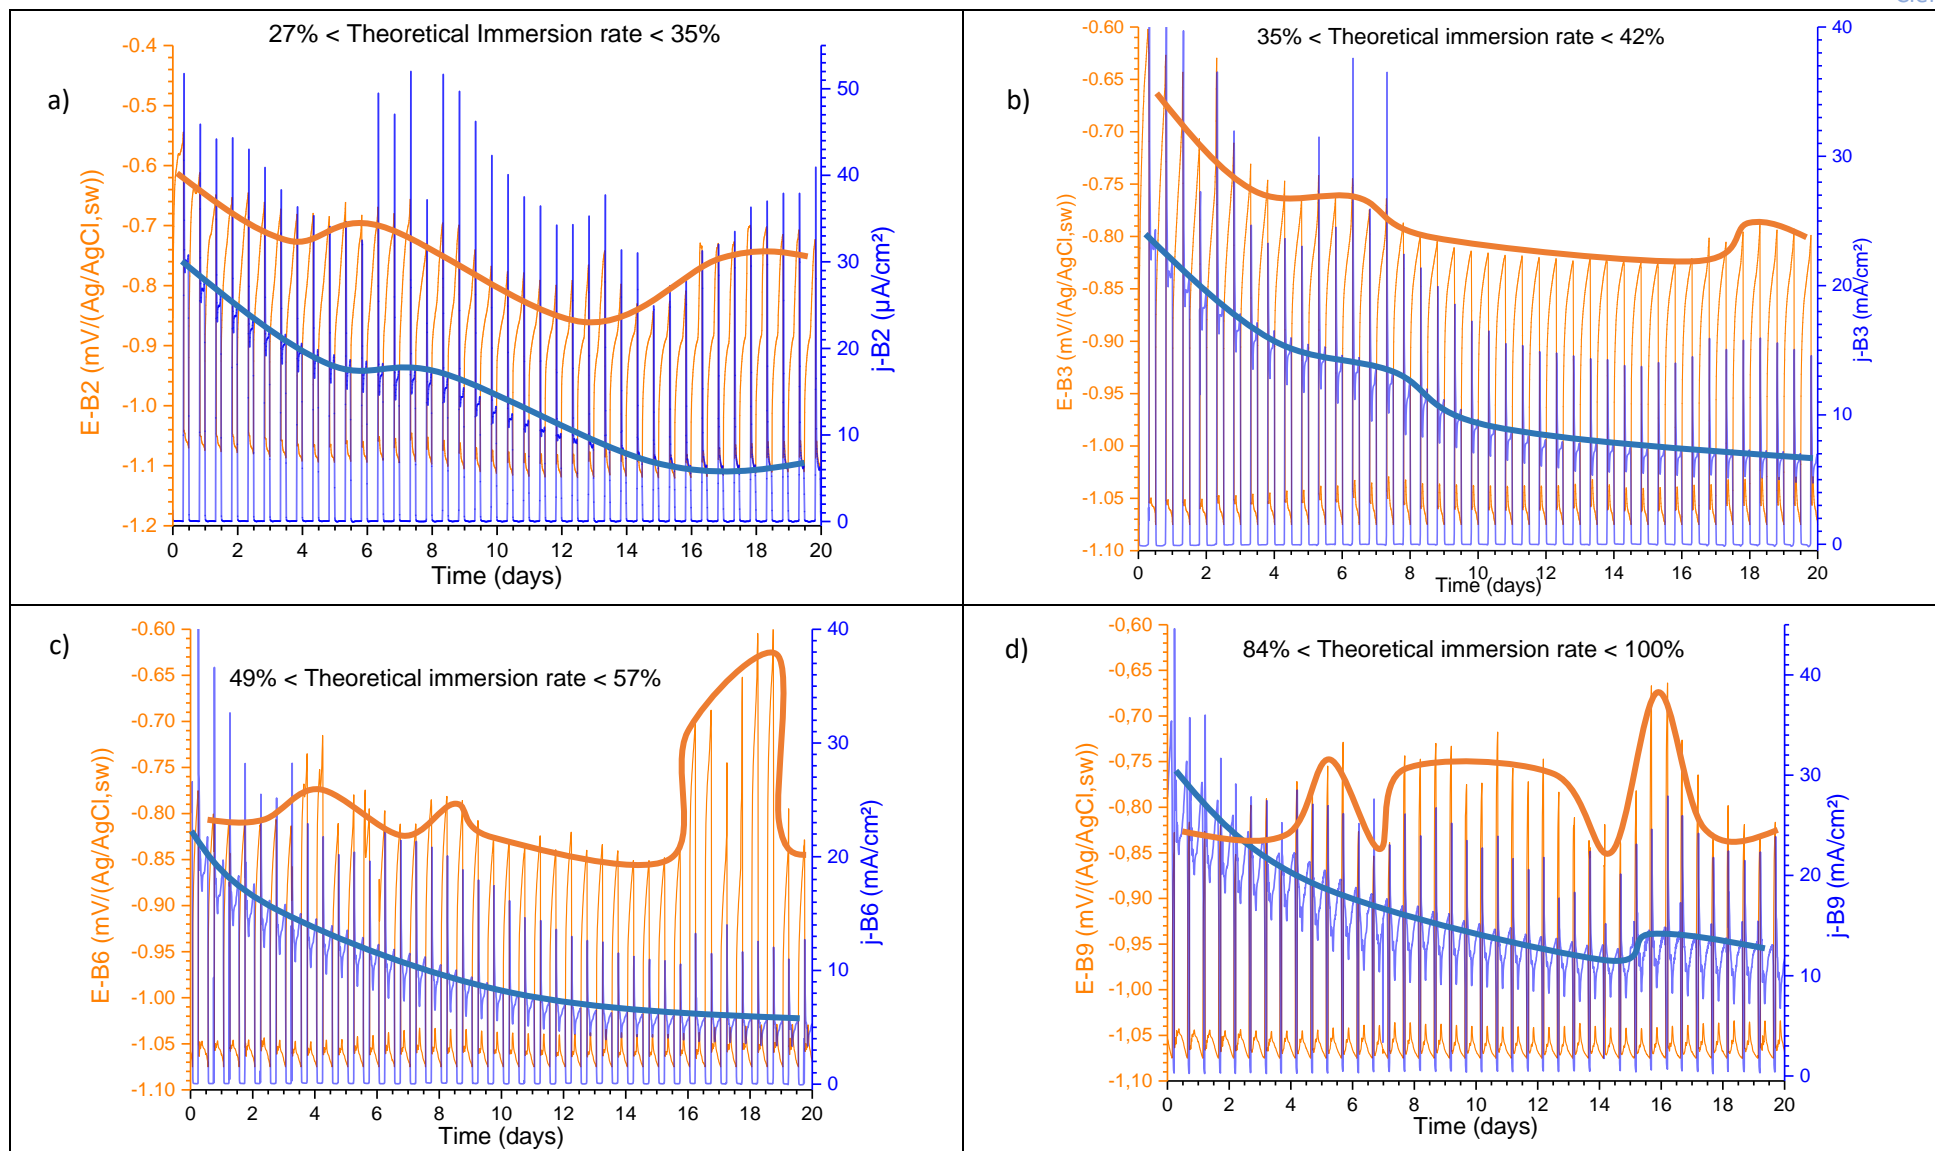 a)
27% < Theoretical Immersion rate < 35%
-0.4
-0.5
-0.6
-0.7
-0.8
-0.9
-1.0
-1.1
-1.2
E-B2 (mV/(Ag/AgCl,sw))
50
40
30
20
10
0
j-B2 (µA/cm²)
0 2 4 6 8 10 12 14 16 18 20
Time (days)
b)
35% < Theoretical immersion rate < 42%
-0.60
-0.65
-0.70
-0.75
-0.80
-0.85
-0.90
-0.95
-1.00
-1.05
-1.10
E-B3 (mV/(Ag/AgCl,sw))
40
30
20
10
0
j-B3 (mA/cm²)
0 2 4 6 8 10 12 14 16 18 20
Time (days)
c)
49% < Theoretical immersion rate < 57%
-0.60
-0.65
-0.70
-0.75
-0.80
-0.85
-0.90
-0.95
-1.00
-1.05
-1.10
E-B6 (mV/(Ag/AgCl,sw))
40
30
20
10
0
j-B6 (mA/cm²)
0 2 4 6 8 10 12 14 16 18 20
Time (days)
d)
84% < Theoretical immersion rate < 100%
-0,60
-0,65
-0,70
-0,75
-0,80
-0,85
-0,90
-0,95
-1,00
-1,05
-1,10
E-B9 (mV/(Ag/AgCl,sw))
40
30
20
10
0
j-B9 (mA/cm²)
0 2 4 6 8 10 12 14 16 18 20
Time (days)